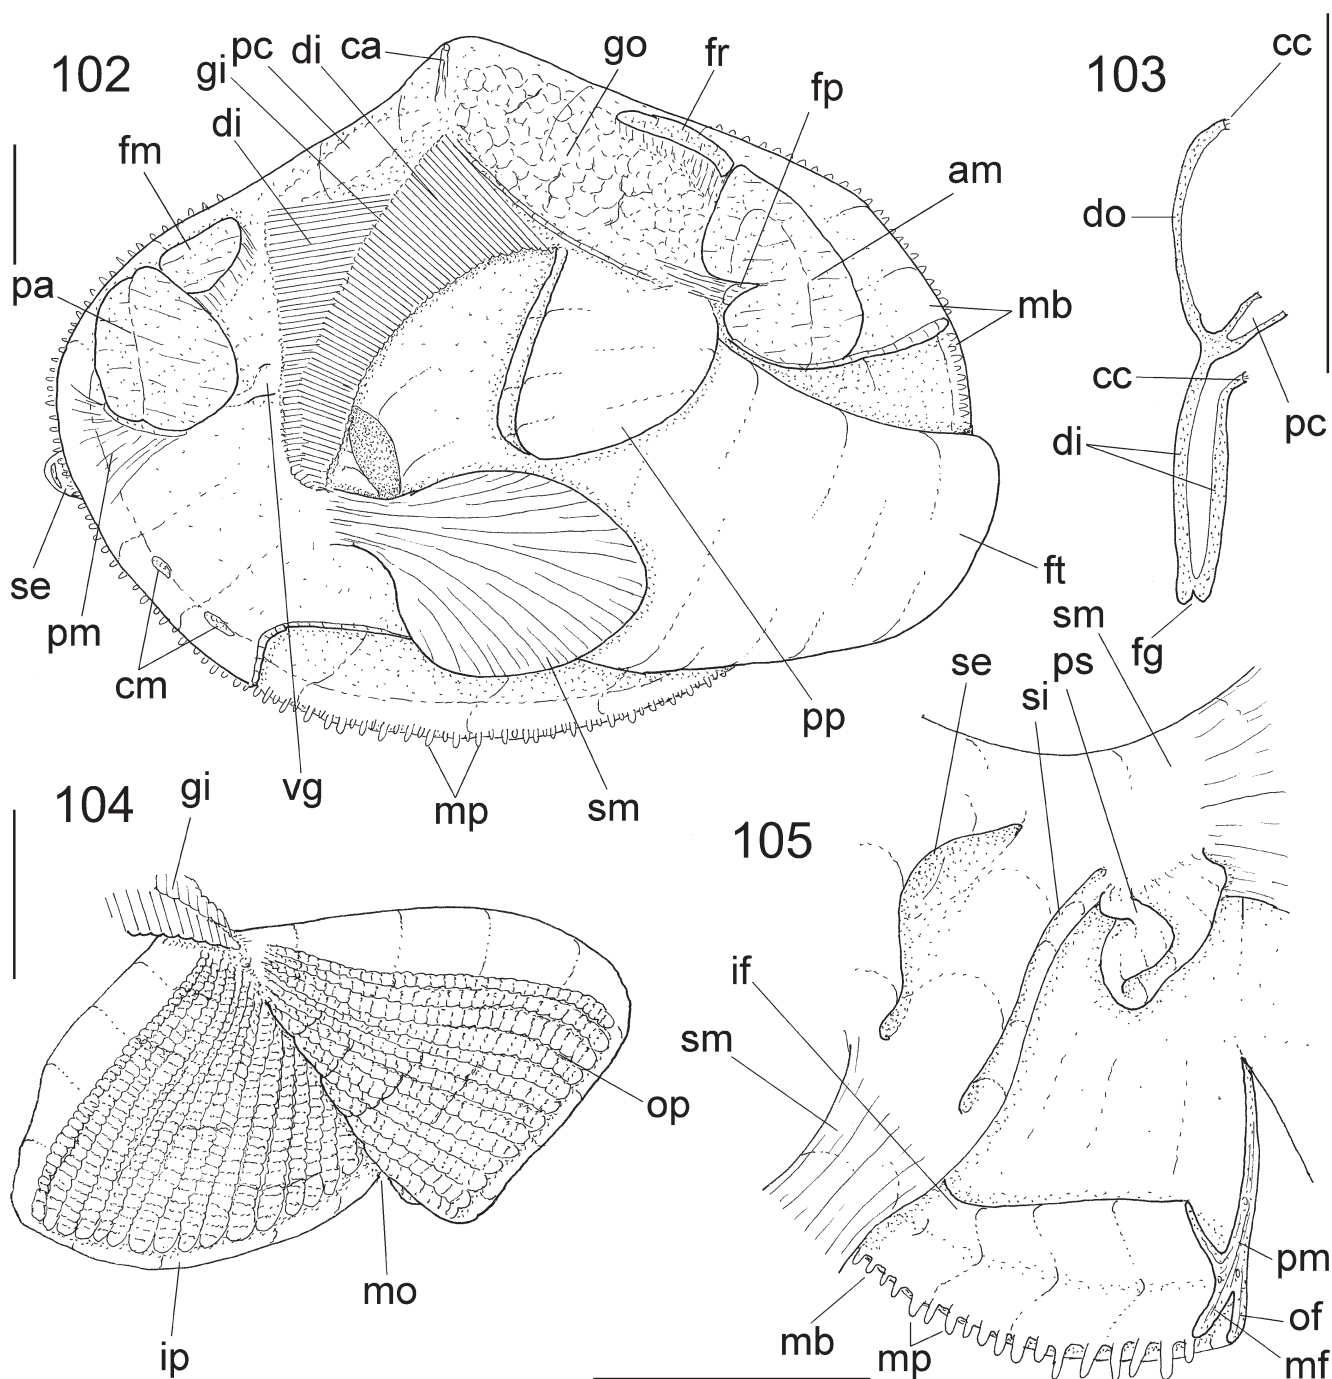 102
gi
pc
di
ca
go
fr
fp
103
cc
di
fm
am
do
pa
mb
cc
pc
di
se
pm
cm
ft
sm
fg
vg
mp
sm
pp
104
gi
105
se
si
ps
if
sm
op
mo
ip
mb
mp
pm
of
mf